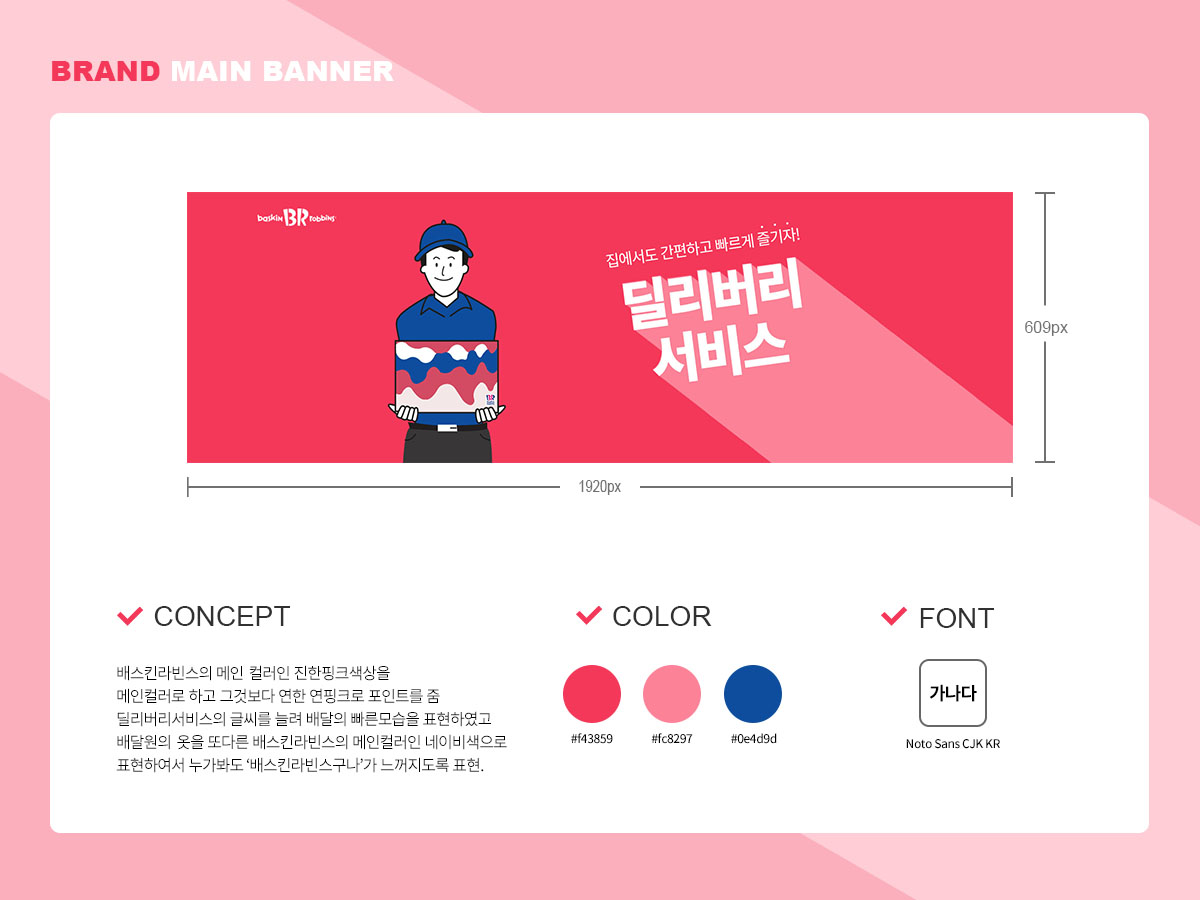 BRAND MAIN BANNER
baskin BR robbins
집에서도 간편하고 빠르게 즐기자!
딜리버리
서비스
BR
609px
1920px
CONCEPT
배스킨라빈스의 메인 컬러인 진한핑크색상을
메인컬러로 하고 그것보다 연한 연핑크로 포인트를 줌
딜리버리서비스의 글씨를 늘려 배달의 빠른모습을 표현하였고
배달원의 옷을 또다른 배스킨라빈스의 메인컬러인 네이비색으로
표현하여서 누가봐도 ‘배스킨라빈스구나’가 느꺼지도록 표현.
COLOR
#f43859
#fc8297
#0e4d9d
FONT
가나다
Noto Sans CJK KR